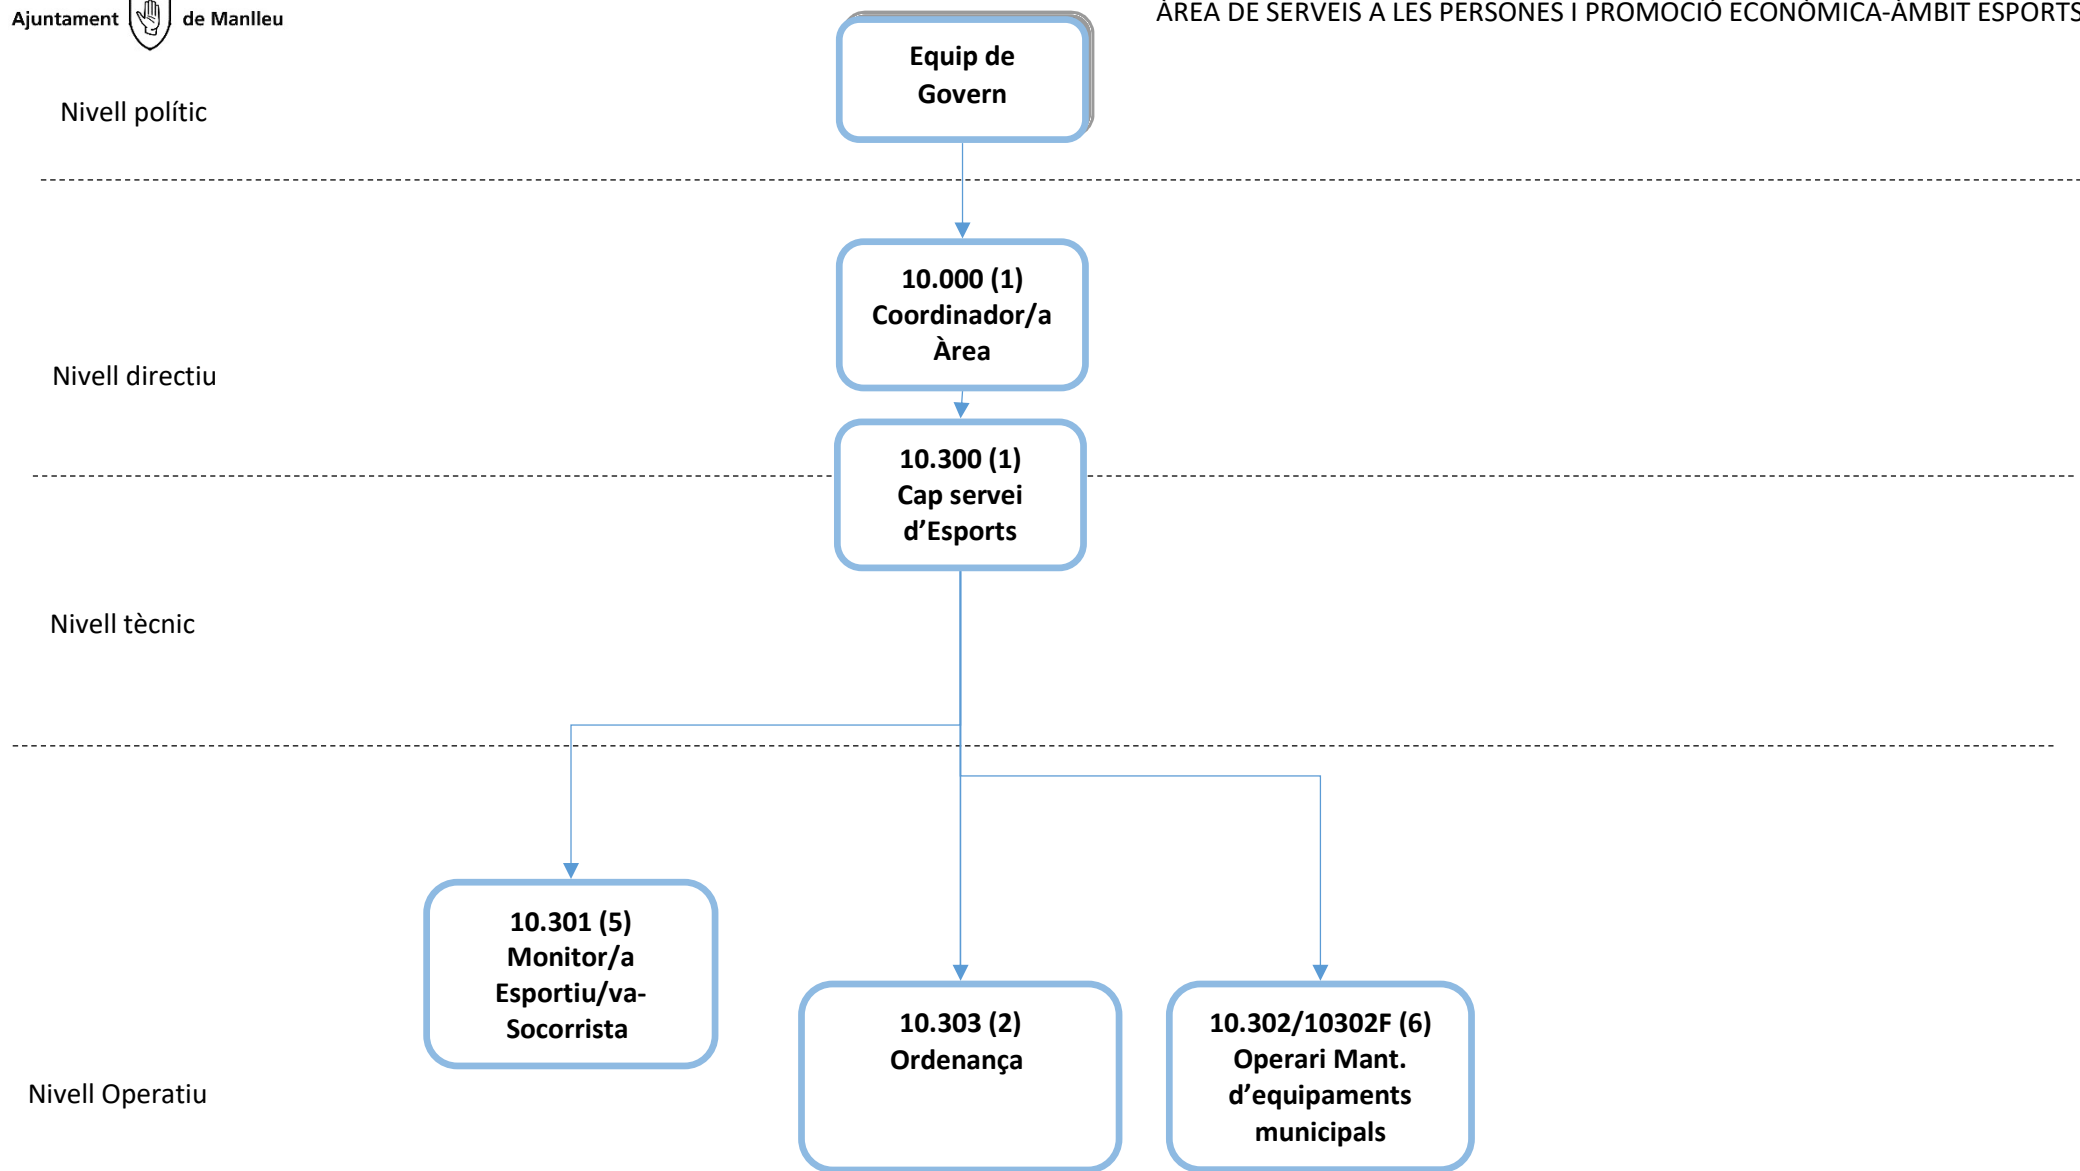 Ajuntament de Manlleu
ÀREA DE SERVEIS A LES PERSONES I PROMOCIÓ ECONÒMICA-ÀMBIT ESPORTS
Equip de
Govern
Nivell polític
10.000 (1)
Coordinador/a
Àrea
Nivell directiu
10.300 (1)
Cap servei
d’Esports
Nivell tècnic
10.301 (5)
Monitor/a
Esportiu/va-
Socorrista
10.303 (2)
Ordenança
10.302/10302F (6)
Operari Mant.
d’equipaments
municipals
Nivell Operatiu